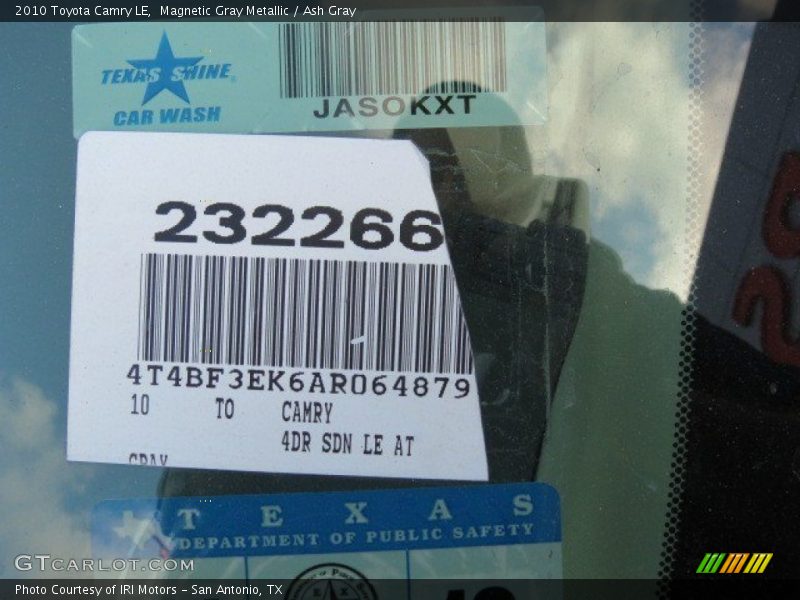 2010 Toyota Camry LE,  Magnetic Gray Metallic / Ash Gray
TEXAS SHINE
CAR WASH
JASOKXT
232266
4T4BF3EK6AR064879
10 TO CAMRY
4DR SDN LE AT
GRAY
TEXAS
DEPARTMENT OF PUBLIC SAFETY
GTCARLOT.COM
Photo Courtesy of IRI Motors - San Antonio, TX